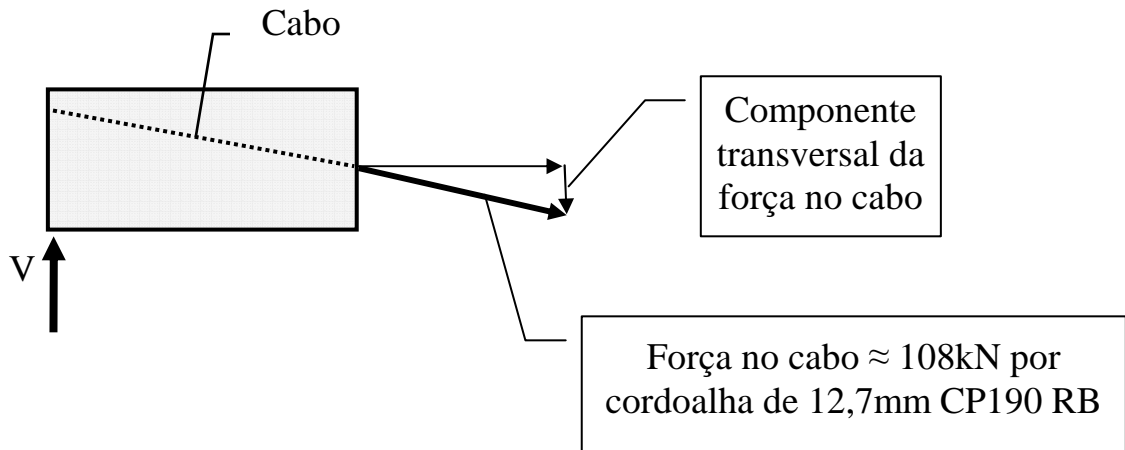 Cabo
Componente
transversal da
força no cabo
V
Força no cabo ≈ 108kN por
cordoalha de 12,7mm CP190 RB